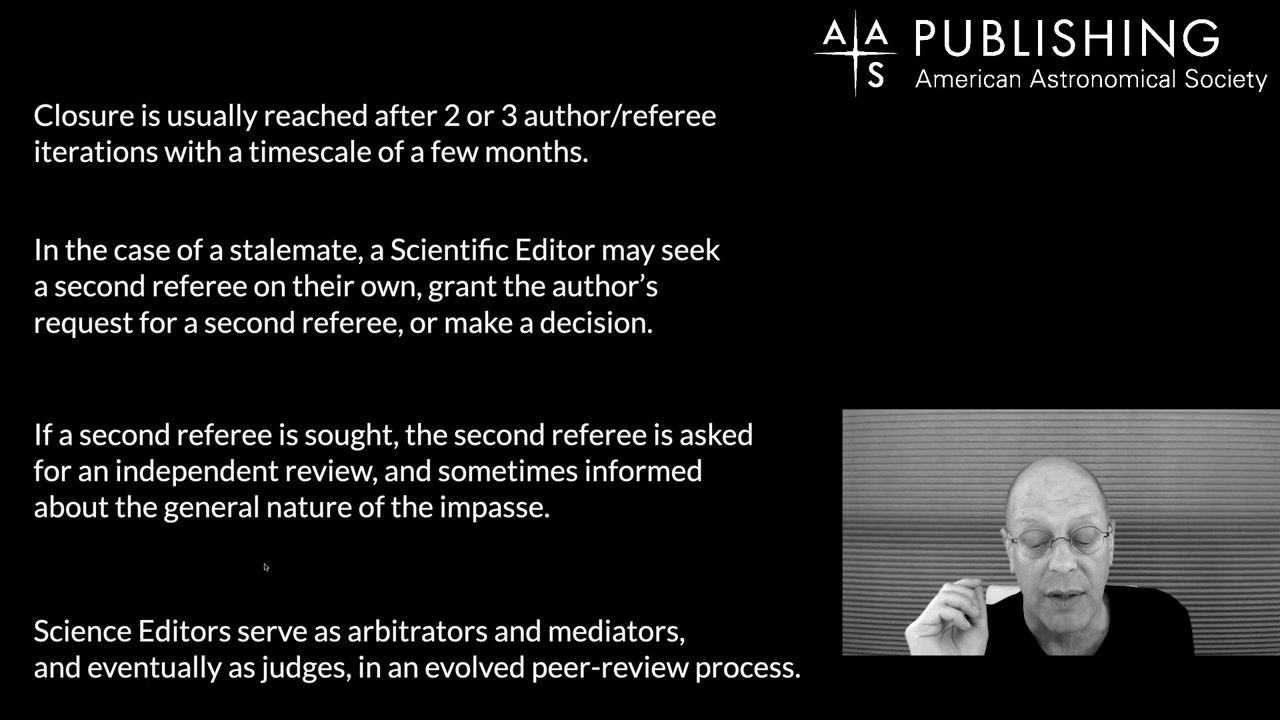 A A S
PUBLISHING
American Astronomical Society
Closure is usually reached after 2 or 3 author/referee
iterations with a timescale of a few months.
In the case of a stalemate, a Scientific Editor may seek
a second referee on their own, grant the author’s
request for a second referee, or make a decision.
If a second referee is sought, the second referee is asked
for an independent review, and sometimes informed
about the general nature of the impasse.
Science Editors serve as arbitrators and mediators,
and eventually as judges, in an evolved peer-review process.